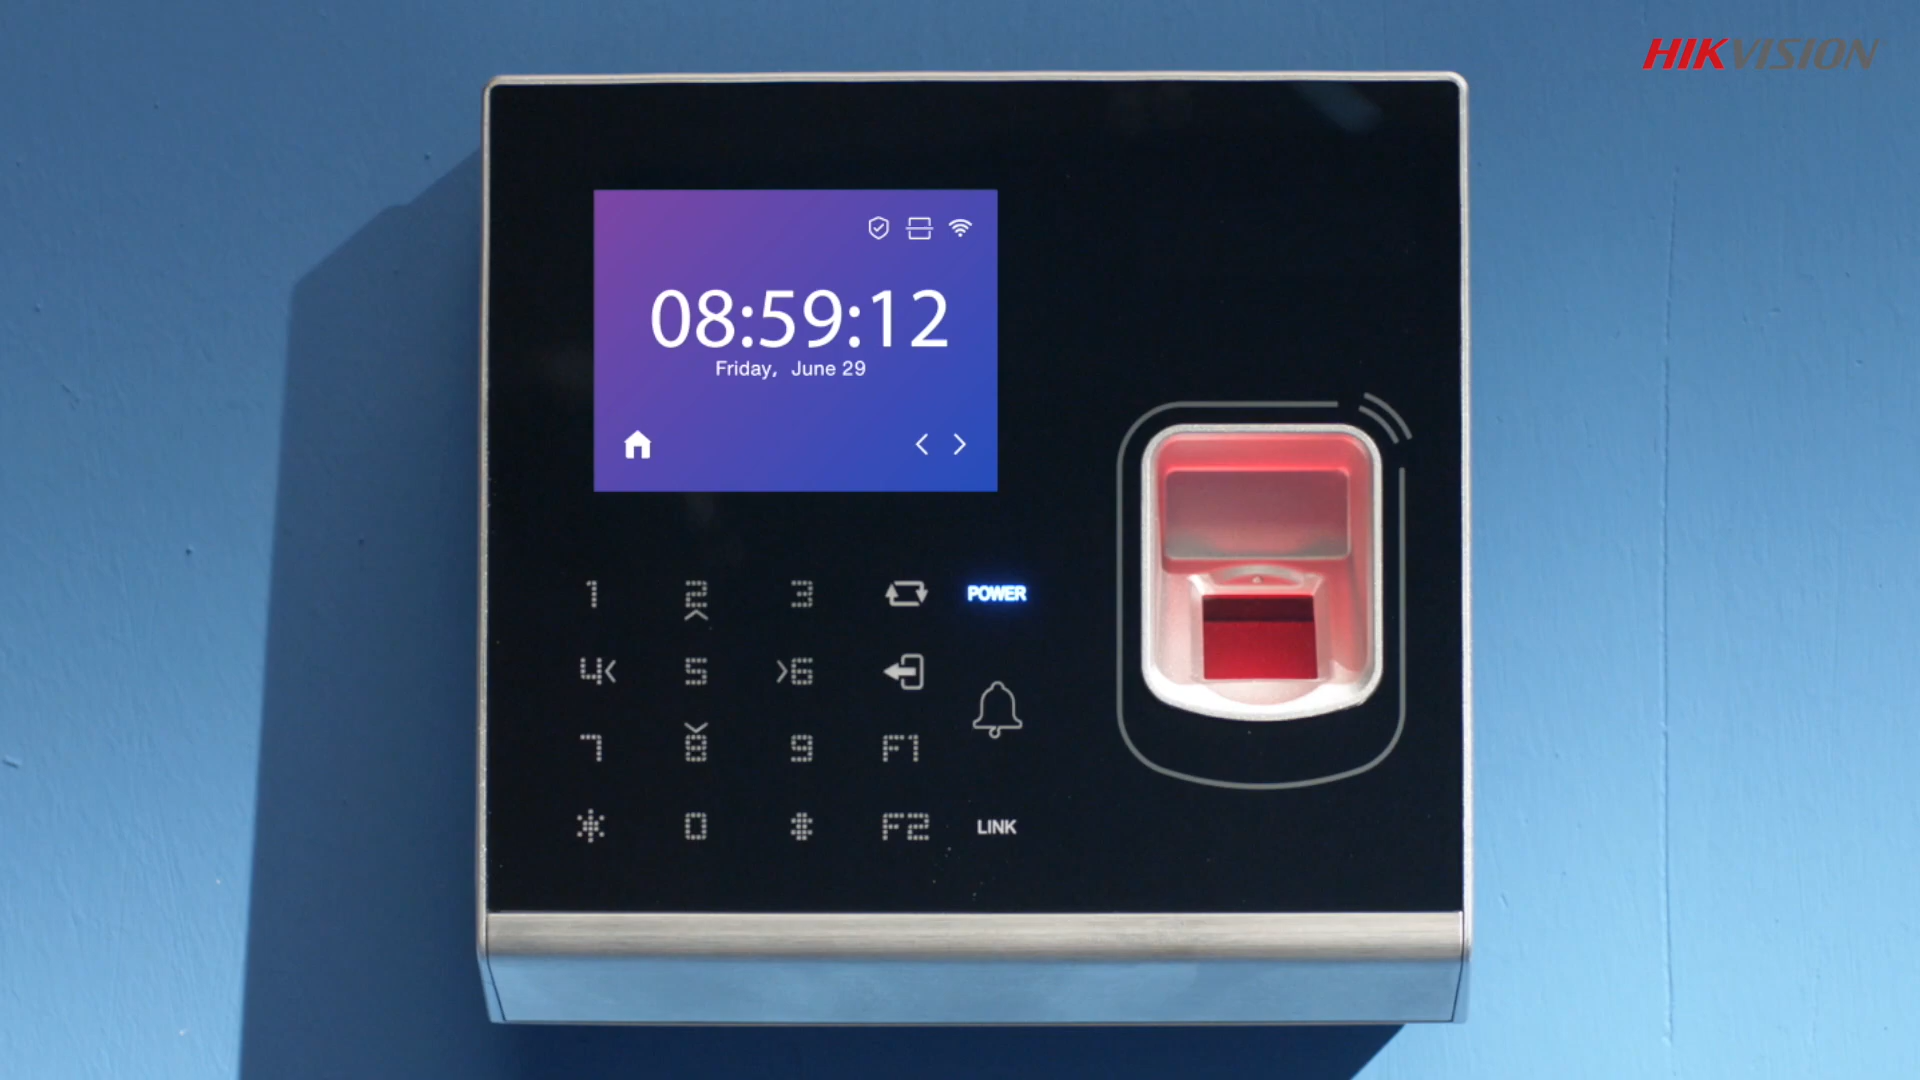 HIKVISION
08:59:12
Friday, June 29
1 2 3 POWER
4 5 6
7 8 9 F1
* 0 # F2 LINK